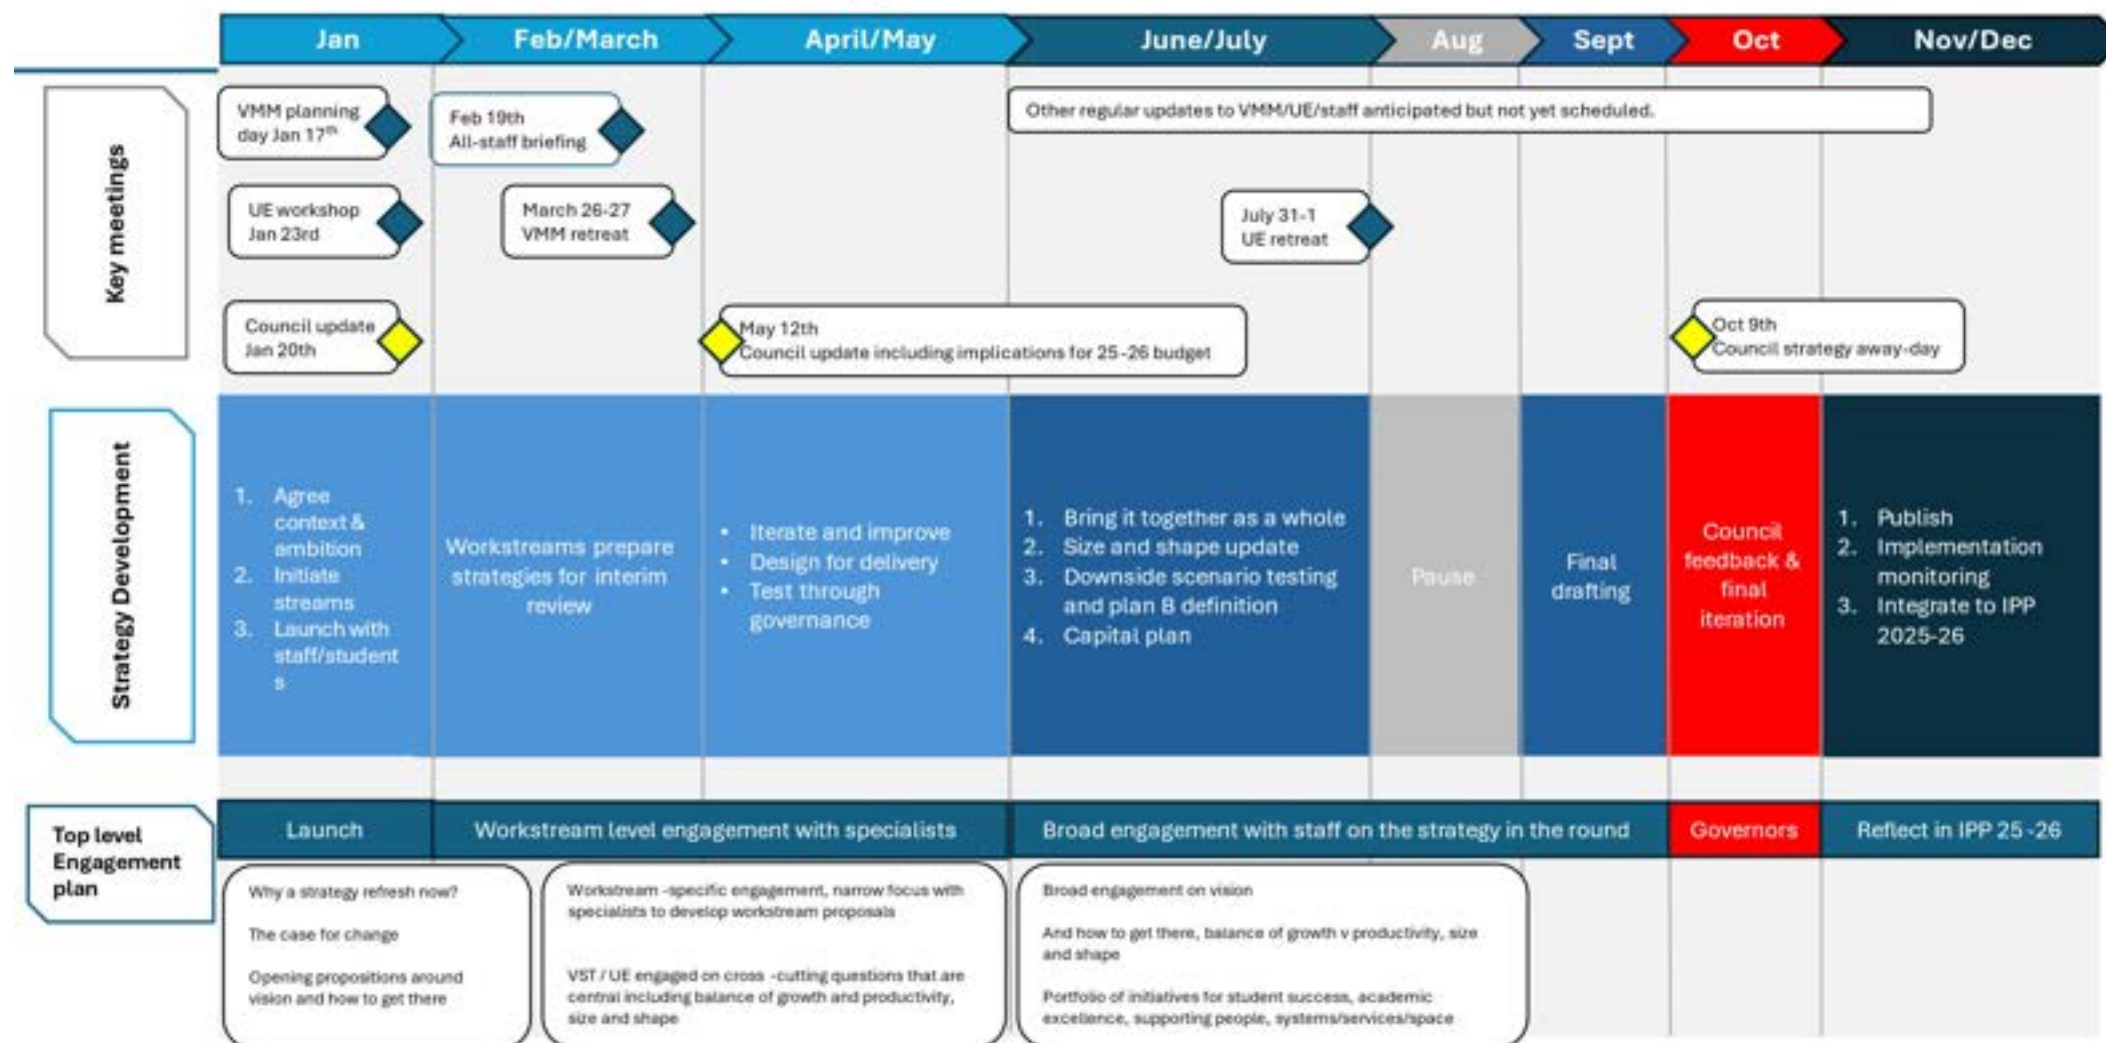 Jan
Feb/March
April/May
June/July
Aug
Sept
Oct
Nov/Dec
Key meetings
VMM planning
day Jan 17th
Feb 19th
All-staff briefing
Other regular updates to VMM/UE/staff anticipated but not yet scheduled.
UE workshop
Jan 23rd
March 26-27
VMM retreat
July 31-1
UE retreat
Council update
Jan 20th
May 12th
Council update including implications for 25-26 budget
Oct 9th
Council strategy away-day
Strategy Development
1. Agree
context &
ambition
2. Initiate
streams
3. Launch with
staff/student
s
Workstreams prepare
strategies for interim
review
• Iterate and improve
• Design for delivery
• Test through
governance
1. Bring it together as a whole
2. Size and shape update
3. Downside scenario testing
and plan B definition
4. Capital plan
Pause
Final
drafting
Council
feedback &
final
iteration
1. Publish
2. Implementation
monitoring
3. Integrate to IPP
2025-26
Top level
Engagement
plan
Launch
Workstream level engagement with specialists
Broad engagement with staff on the strategy in the round
Governors
Reflect in IPP 25 -26
Why a strategy refresh now?
The case for change
Opening propositions around
vision and how to get there
Workstream -specific engagement, narrow focus with
specialists to develop workstream proposals
VST / UE engaged on cross -cutting questions that are
central including balance of growth and productivity,
size and shape
Broad engagement on vision
And how to get there, balance of growth v productivity, size
and shape
Portfolio of initiatives for student success, academic
excellence, supporting people, systems/services/space